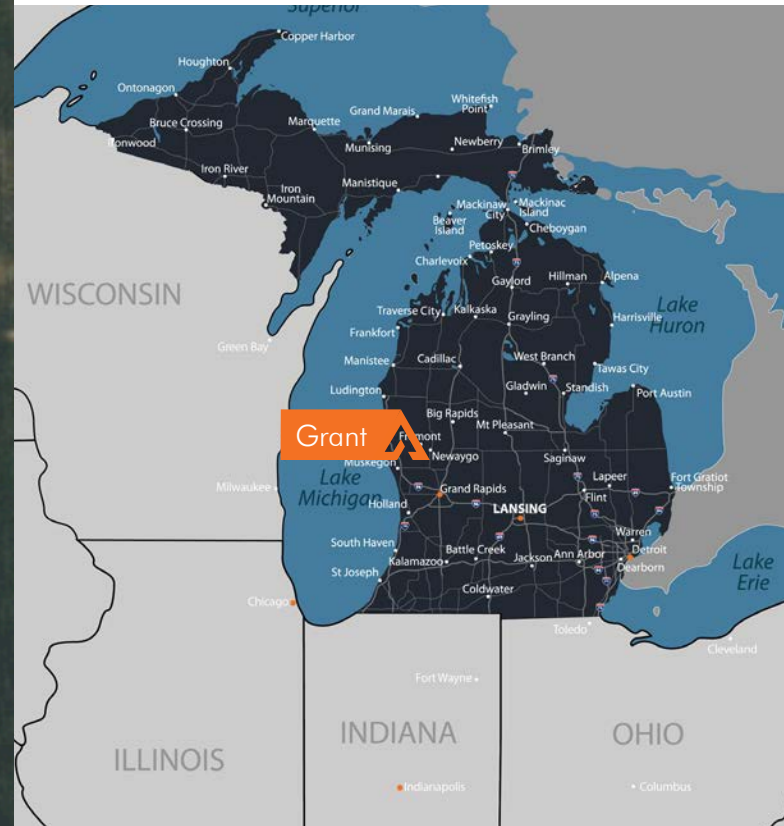 Superior
Copper Harbor
Houghton
Ontonagon
Whitefish
Point
Grand Marais
Bruce Crossing
Marquette
Ironwood
Munising
Newberry
Brimley
Iron River
Iron
Mountain
Manistique
Mackinaw
City
Mackinac
Island
Beaver
Island
Cheboygan
Petoskey
Charlevoix
WISCONSIN
Gaylord
Hillman
Alpena
Lake
Huron
Traverse City
Kalkaska
Grayling
Harrisville
Frankfort
Green Bay
Manistee
Cadillac
West Branch
Tawas City
Ludington
Gladwin
Standish
Port Austin
Big Rapids
Mt Pleasant
Grant
Fremont
Newaygo
Muskegon
Saginaw
Lake
Michigan
Milwaukee
Grand Rapids
Lapeer
Fort Gratiot
Township
Flint
Holland
LANSING
Warren
Detroit
South Haven
Battle Creek
Kalamazoo
Jackson
Ann Arbor
Dearborn
St Joseph
Lake
Erie
Coldwater
Chicago
Toledo
Cleveland
Fort Wayne
INDIANA
OHIO
ILLINOIS
Indianapolis
Columbus